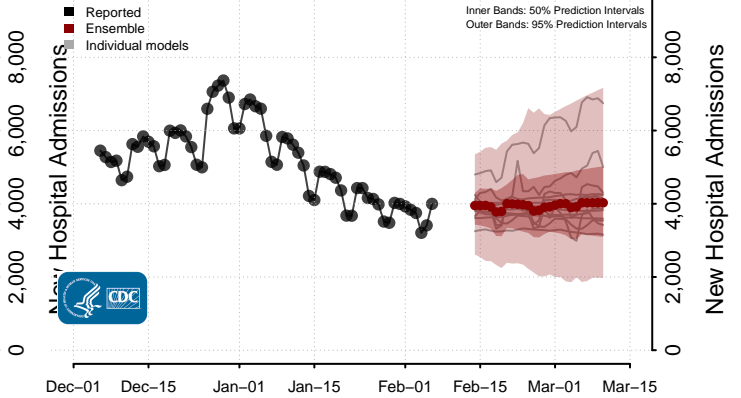 Reported
Ensemble
Individual models
Inner Bands: 50% Prediction Intervals
Outer Bands: 95% Prediction Intervals
New Hospital Admissions
8,000
6,000
4,000
2,000
0
8,000
6,000
4,000
2,000
0
New Hospital Admissions
CDC
Dec–01
Dec–15
Jan–01
Jan–15
Feb–01
Feb–15
Mar–01
Mar–15